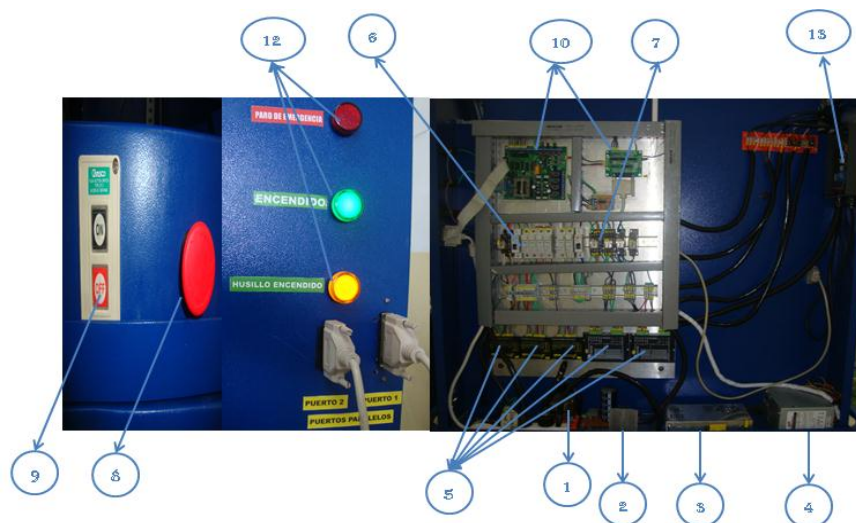 12
6
10
7
13
PARO DE EMERGENCIA
ENCENDIDO
ON
OFF
HUSILLO ENCENDIDO
PUERTO 2
PUERTO 1
PUERTOS PARALELOS
9
8
5
1
2
3
4